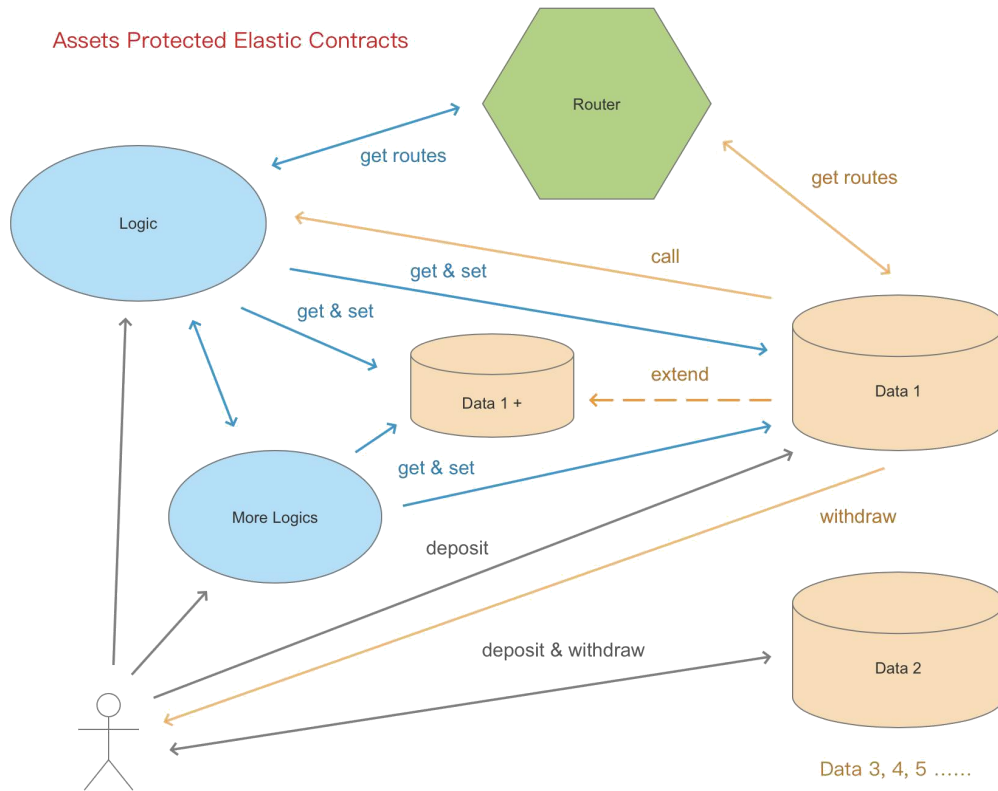 Assets Protected Elastic Contracts
Router
get routes
get routes
Logic
call
get & set
get & set
extend
Data 1
Data 1 +
get & set
More Logics
withdraw
deposit
deposit & withdraw
Data 2
Data 3, 4, 5 ......